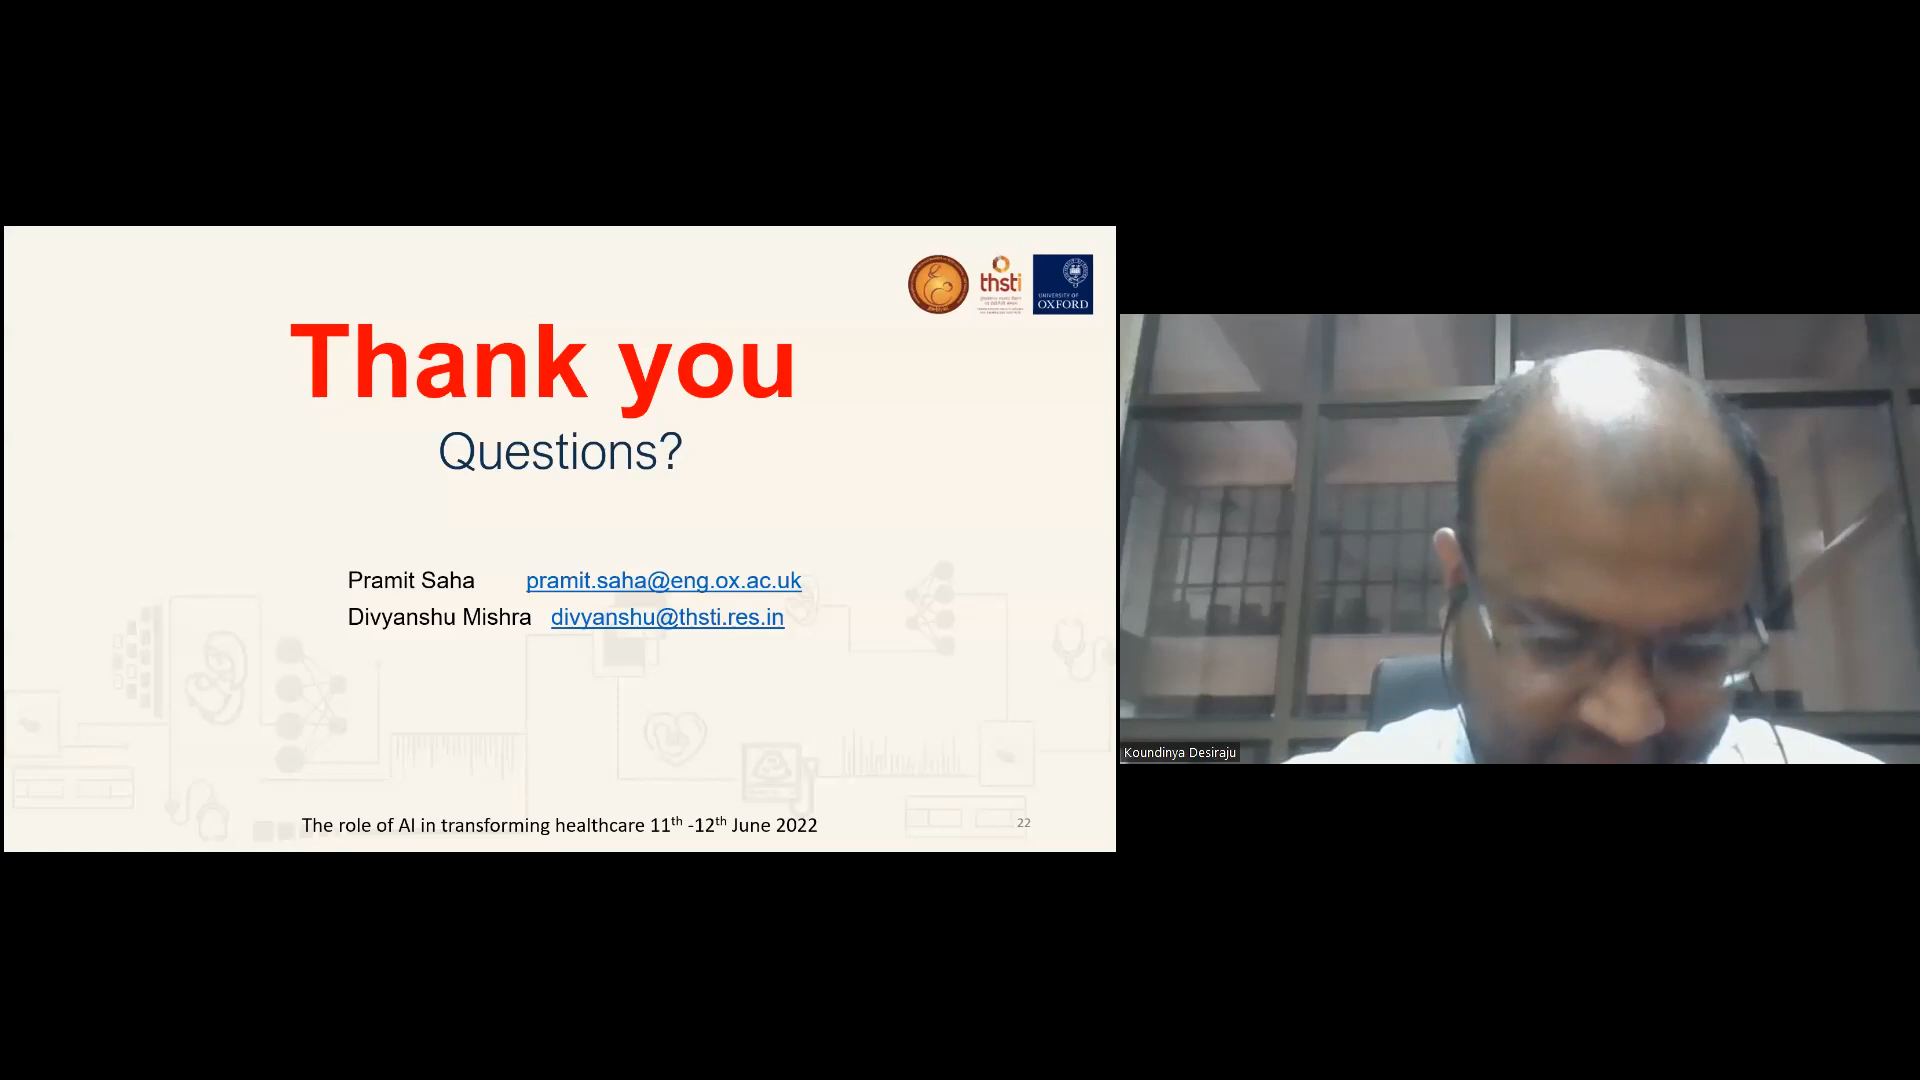 thsti
UNIVERSITY OF
OXFORD
Thank you
Questions?
Pramit Saha pramit.saha@eng.ox.ac.uk
Divyanshu Mishra divyanshu@thsti.res.in
The role of AI in transforming healthcare 11th -12th June 2022
22
Koundinya Desiraju